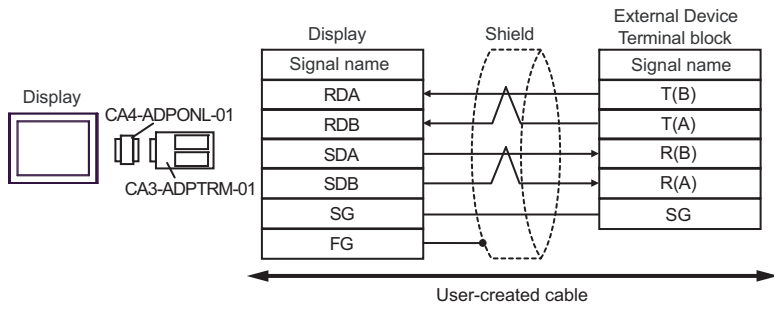 External Device
Display Shield Terminal block
Signal name Signal name
RDA T(B)
Display
CA4-ADPONL-01
RDB T(A)
SDA R(B)
CA3-ADPTRM-01
SDB R(A)
SG SG
FG
User-created cable